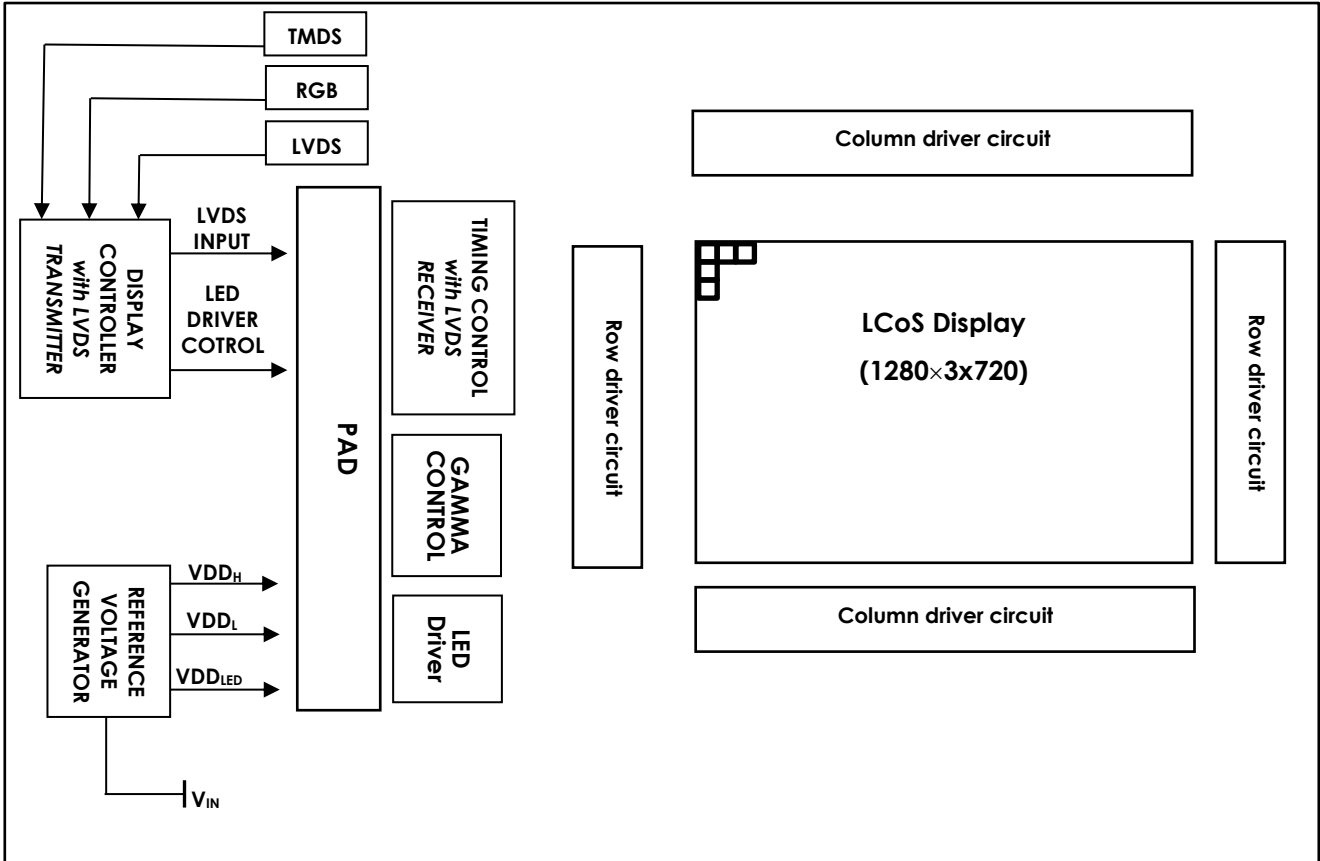 TMDS
RGB
LVDS
DISPLAY
CONTROLLER
with LVDS
TRANSMITTER
LVDS
INPUT
LED
DRIVER
COTROL
PAD
TIMING CONTROL
with LVDS
RECEIVER
GAMMA
CONTROL
LED
Driver
REFERENCE
VOLTAGE
GENERATOR
VDDH
VDDL
VDDLED
VIN
Column driver circuit
Row driver circuit
LCoS Display
(1280×3x720)
Row driver circuit
Column driver circuit